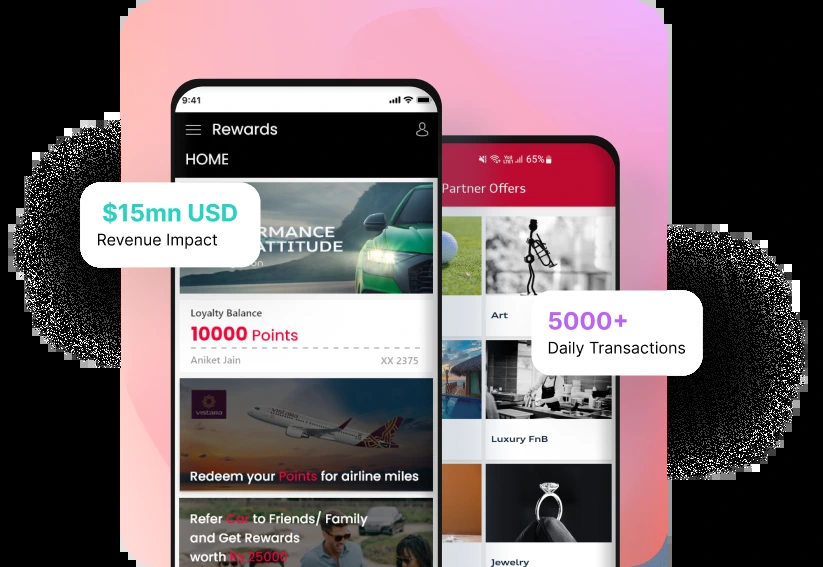 9:41
Rewards
HOME
$15mn USD
Revenue Impact
RMANCE
ATTITUDE
on
Loyalty Balance
10000 Points
Aniket Jain XX 2375
vistara
VISTARA
Redeem your Points for airline miles
Refer Car to Friends/ Family
and Get Rewards
worth Rs 25000
65%
Partner Offers
Art
5000+
Daily Transactions
Luxury FnB
Jewelry